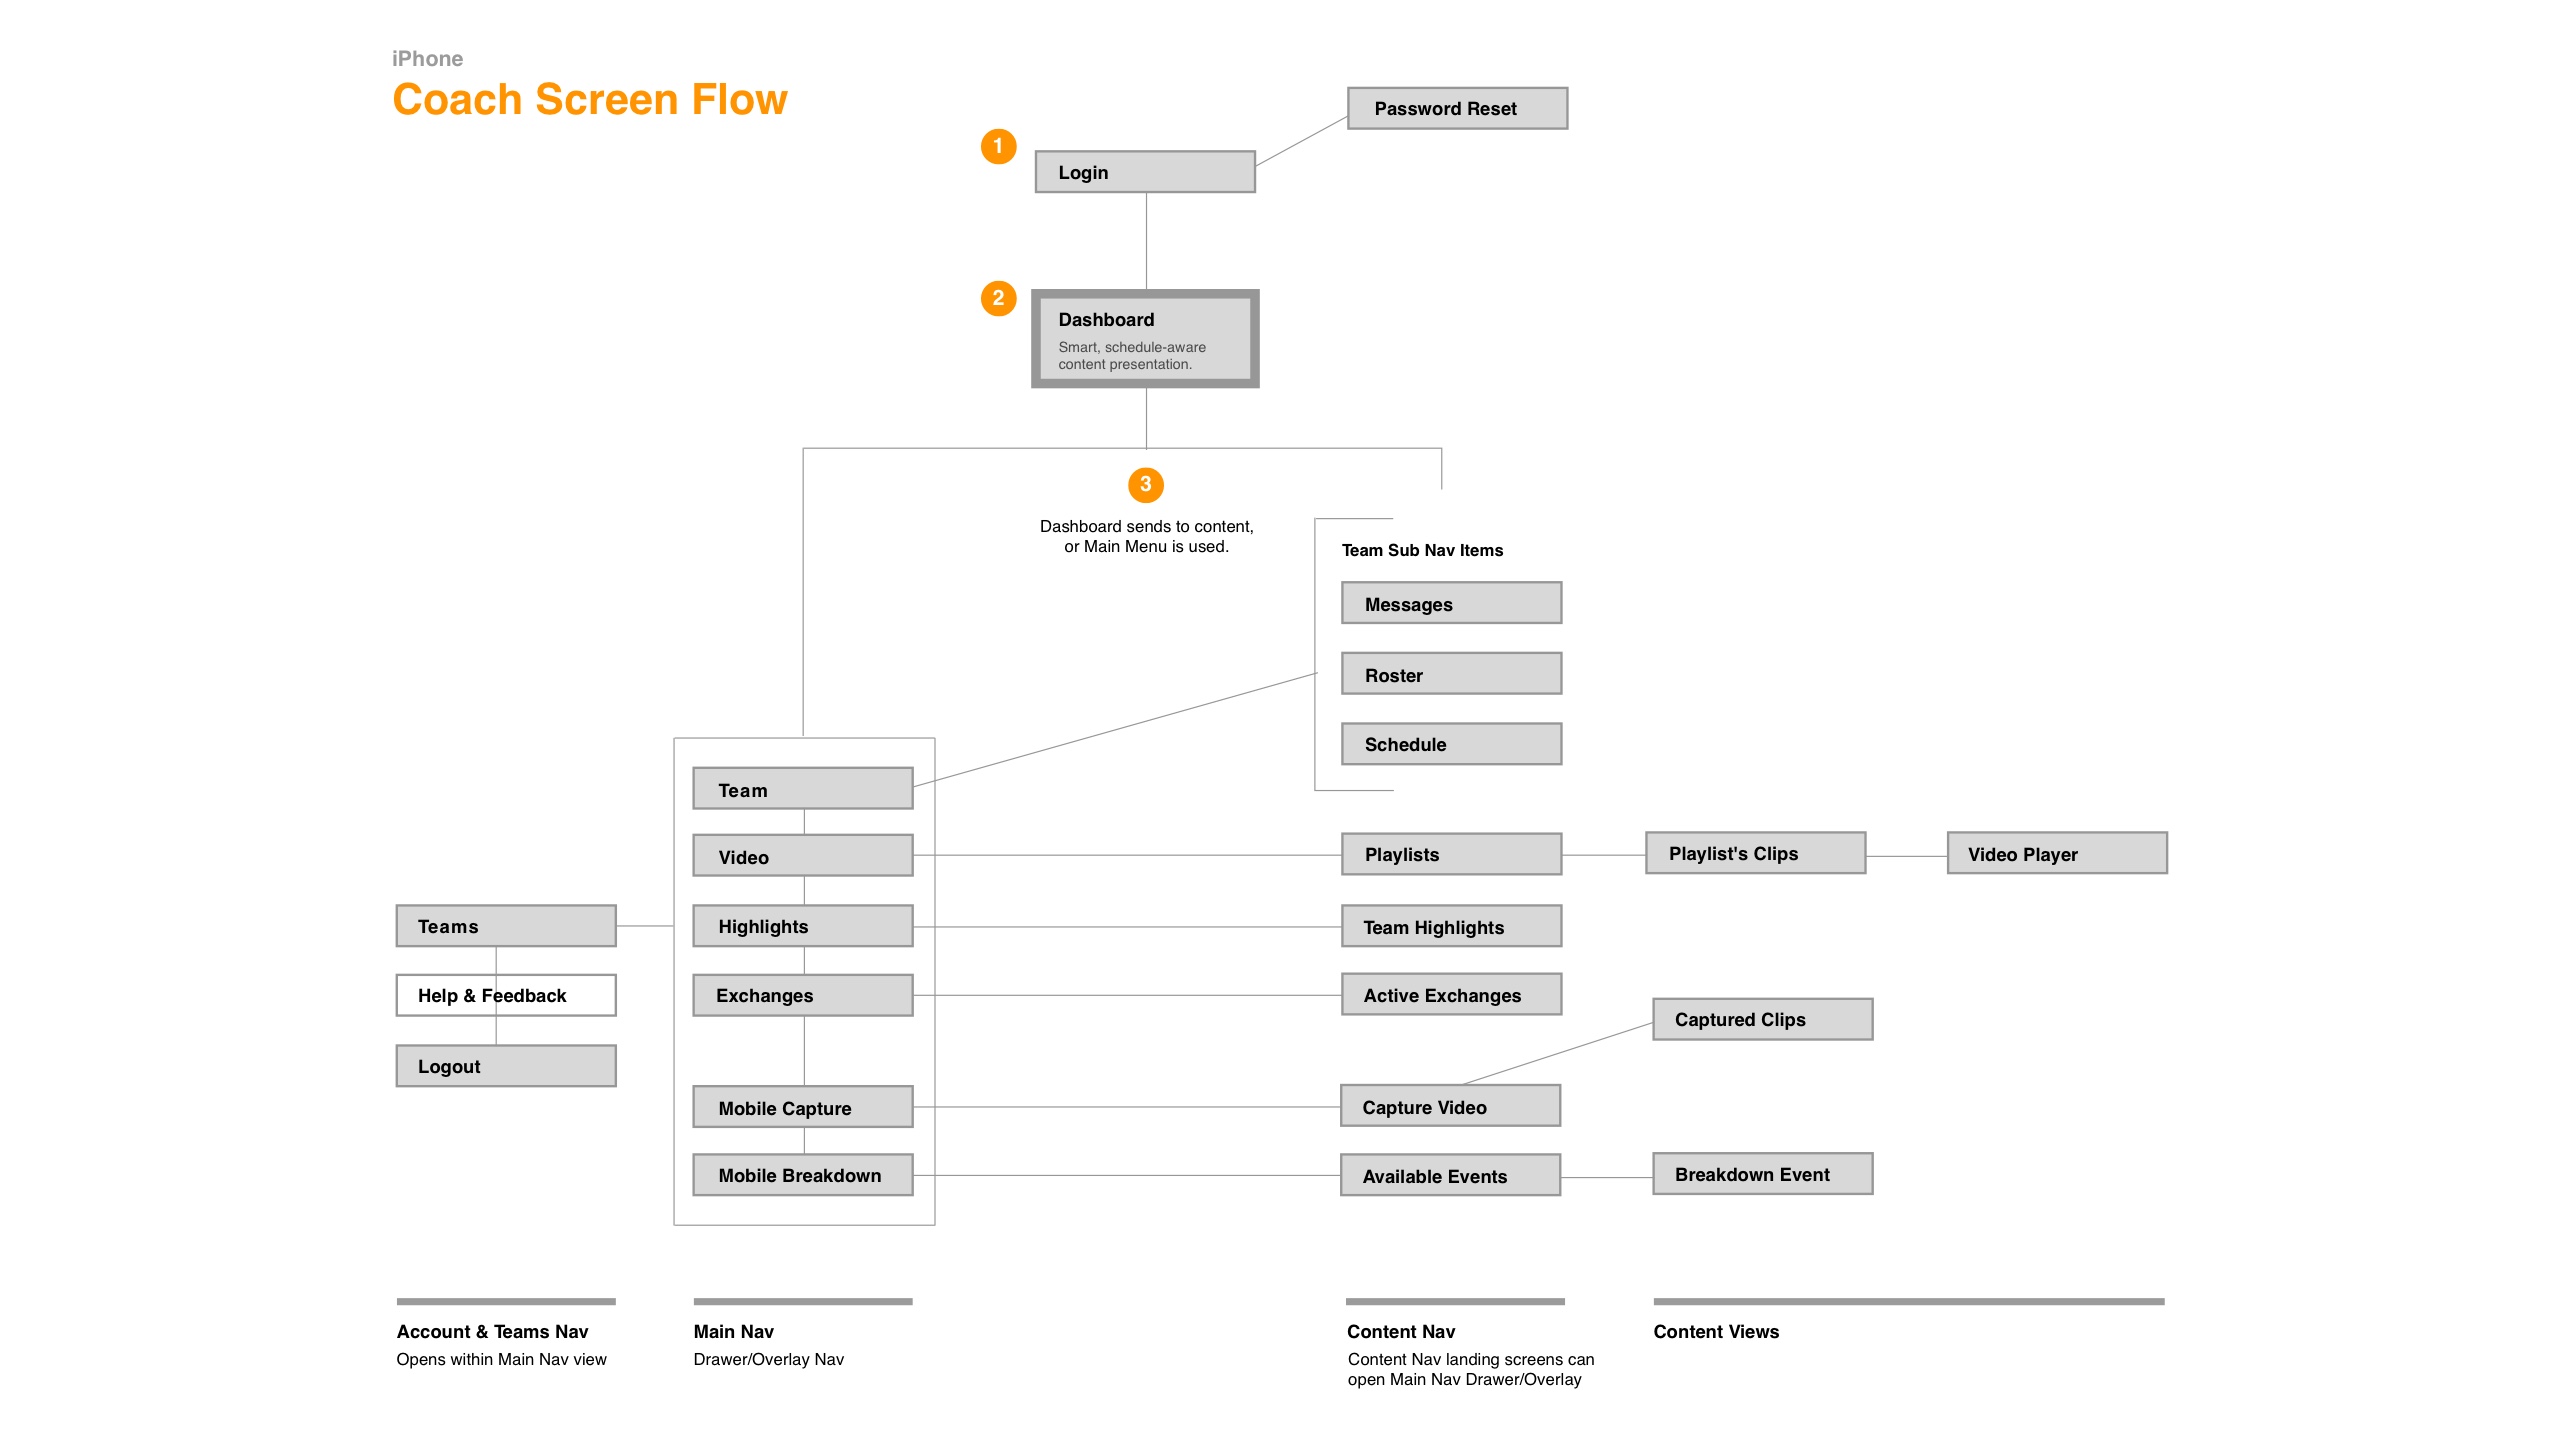 iPhone
Coach Screen Flow
Password Reset
1
Login
2
Dashboard
Smart, schedule-aware
content presentation.
3
Dashboard sends to content,
or Main Menu is used.
Team Sub Nav Items
Messages
Roster
Schedule
Team
Video
Playlists
Playlist's Clips
Video Player
Teams
Highlights
Team Highlights
Help & Feedback
Exchanges
Active Exchanges
Captured Clips
Logout
Mobile Capture
Capture Video
Mobile Breakdown
Available Events
Breakdown Event
Account & Teams Nav
Opens within Main Nav view
Main Nav
Drawer/Overlay Nav
Content Nav
Content Nav landing screens can
open Main Nav Drawer/Overlay
Content Views